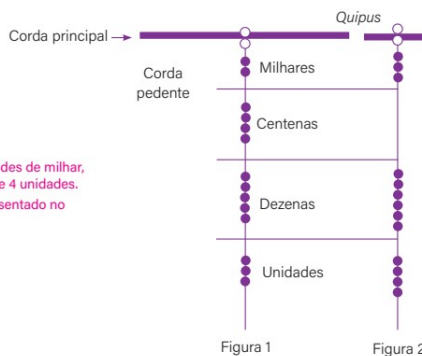 Quipus
Corda principal
Corda
pedente
Milhares
Centenas
des de milhar,
e 4 unidades.
sentado no
Dezenas
Unidades
Figura 1
Figura 2